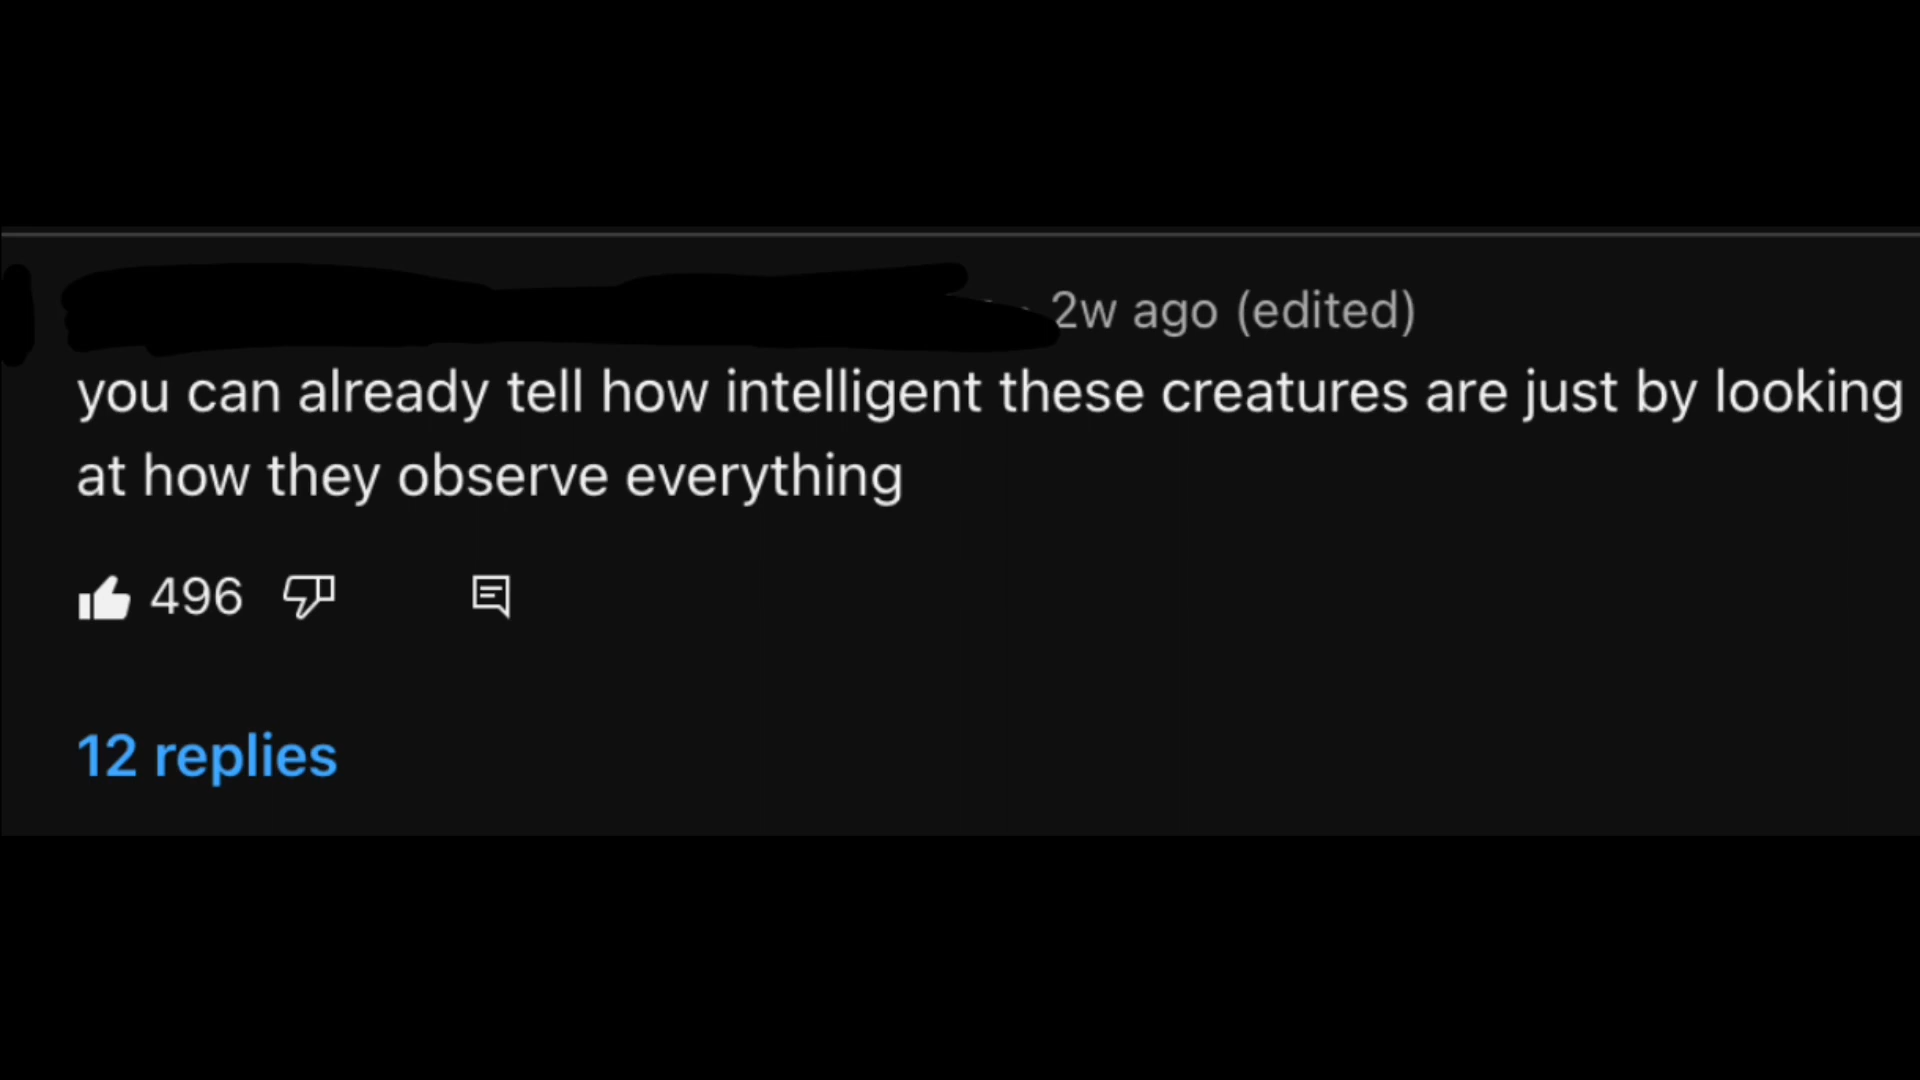 2w ago (edited)
you can already tell how intelligent these creatures are just by looking
at how they observe everything
496
12 replies